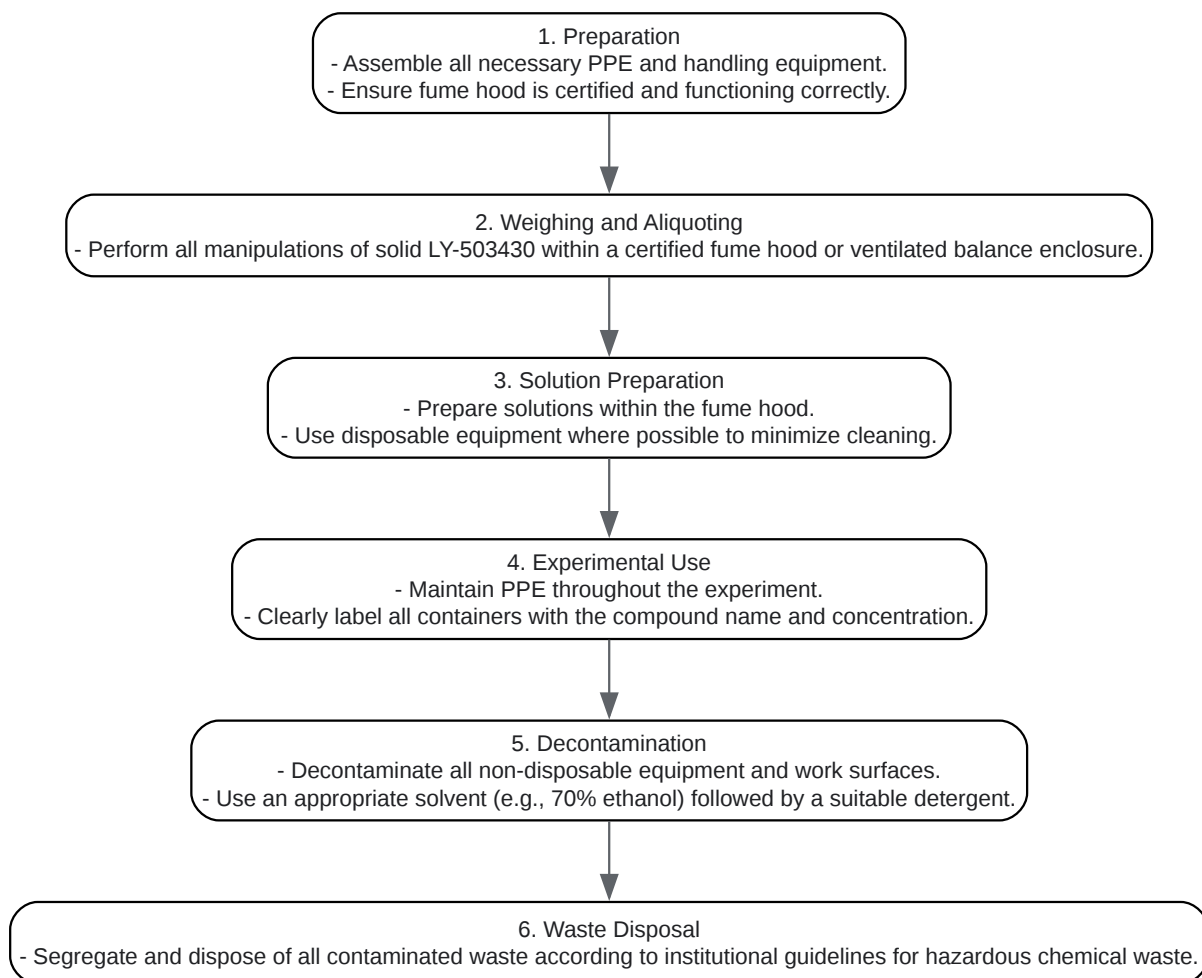 1. Preparation
- Assemble all necessary PPE and handling equipment.
- Ensure fume hood is certified and functioning correctly.
2. Weighing and Aliquoting
- Perform all manipulations of solid LY-503430 within a certified fume hood or ventilated balance enclosure.
3. Solution Preparation
- Prepare solutions within the fume hood.
- Use disposable equipment where possible to minimize cleaning.
4. Experimental Use
- Maintain PPE throughout the experiment.
- Clearly label all containers with the compound name and concentration.
5. Decontamination
- Decontaminate all non-disposable equipment and work surfaces.
- Use an appropriate solvent (e.g., 70% ethanol) followed by a suitable detergent.
6. Waste Disposal
- Segregate and dispose of all contaminated waste according to institutional guidelines for hazardous chemical waste.